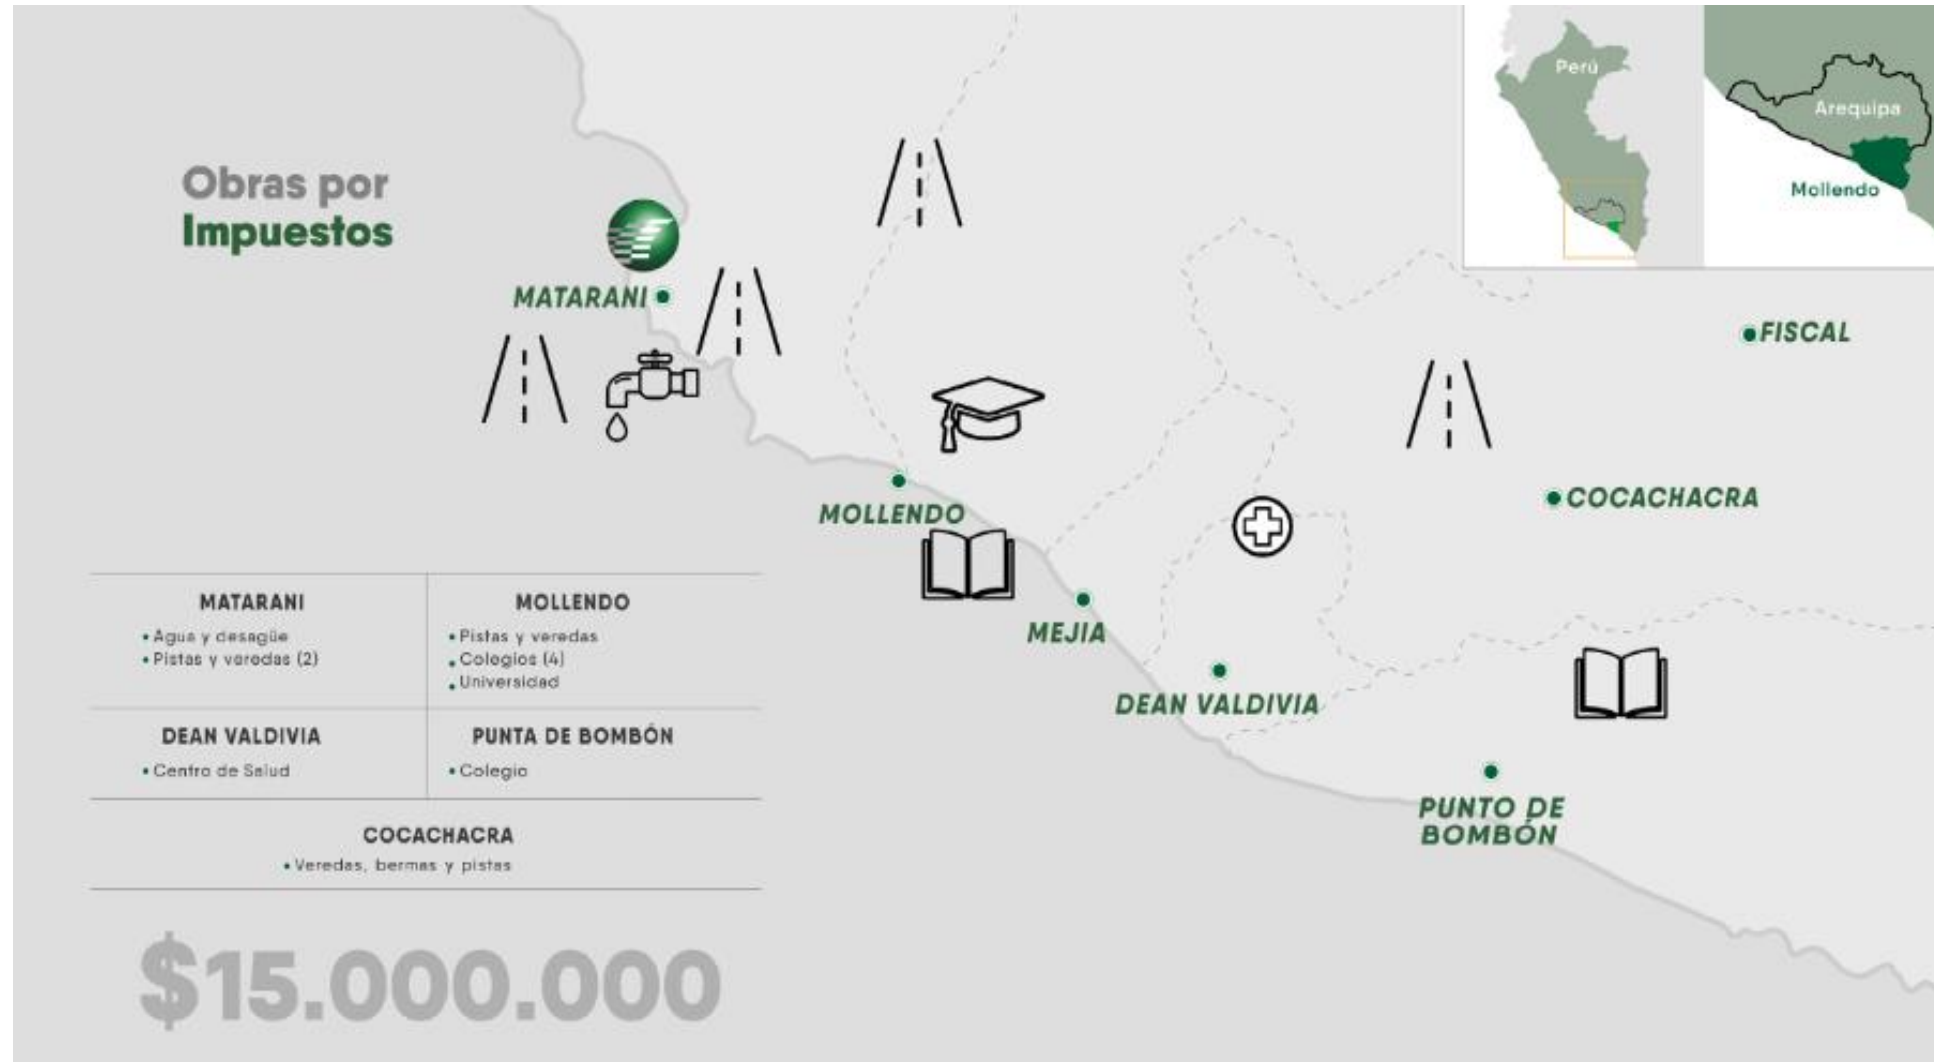 Perú
Arequipa
Mollendo
Obras por
Impuestos
MATARANI
FISCAL
COCACHACRA
MOLLENDO
MEJIA
DEAN VALDIVIA
PUNTO DE
BOMBÓN
MATARANI
• Agua y desagüe
• Pistas y veredas (2)
MOLLENDO
• Pistas y veredas
• Colegios (4)
• Universidad
DEAN VALDIVIA
• Centro de Salud
PUNTA DE BOMBÓN
• Colegio
COCACHACRA
• Veredas, bermas y pistas
$15.000.000